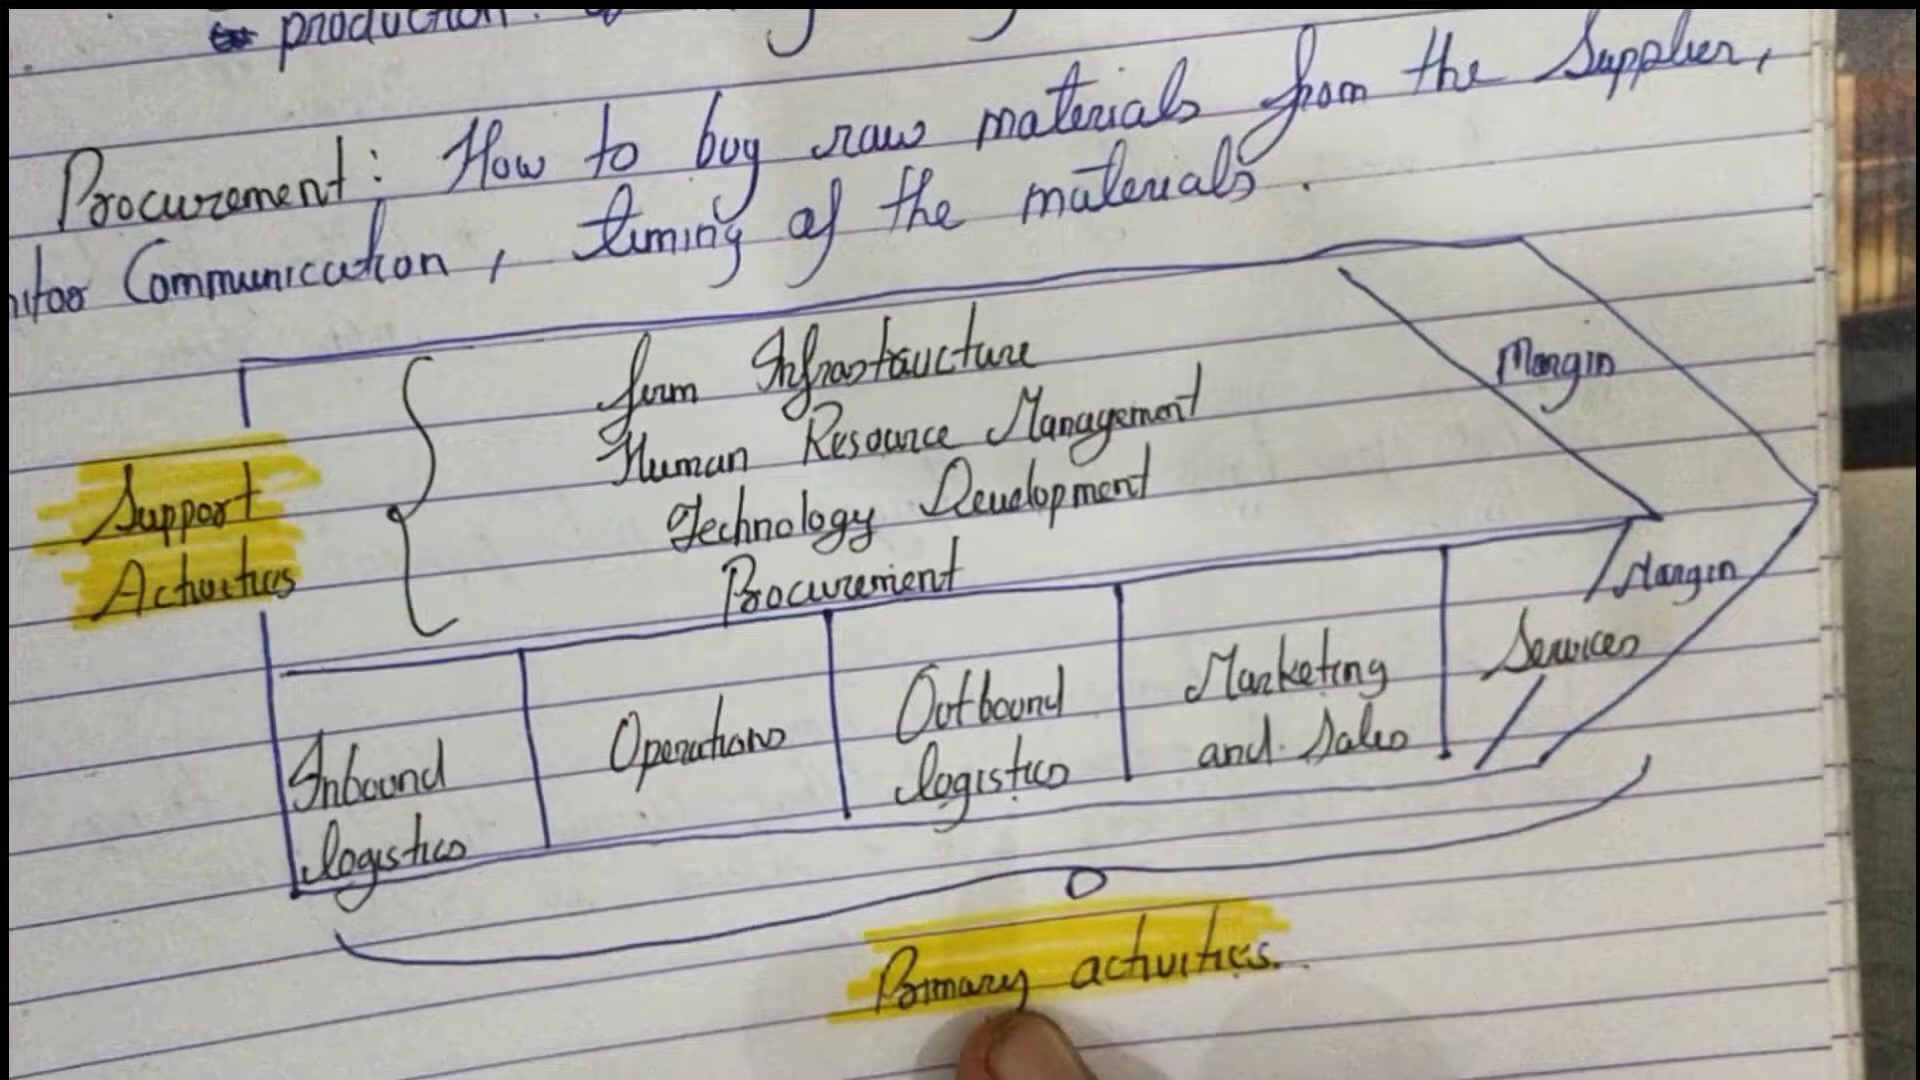 production.
Procurement: How to buy raw materials from the Supplier,
Communication, timing of the materials.
firm Infrastructure
Human Resource Management
Technology Development
Procurement
Margin
Support
Activities
Margin
Inbound
logistics
Operations
Outbound
logistics
Marketing
and Sales
Services
Primary activities.